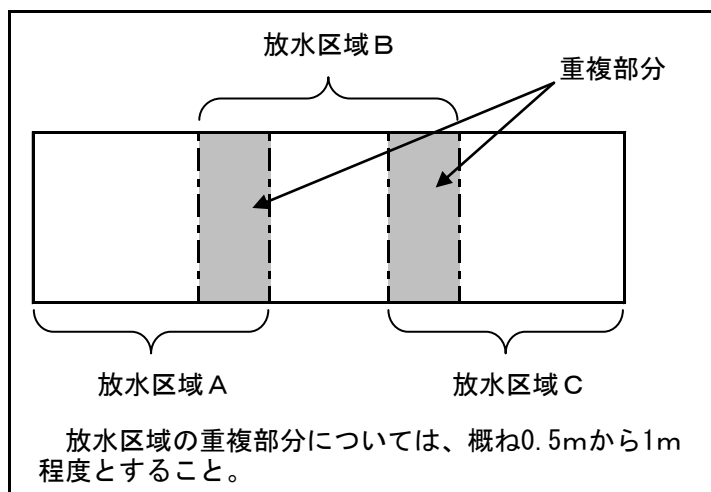 放水区域Ｂ
重複部分
放水区域Ａ
放水区域Ｃ
　放水区域の重複部分については、概ね0.5ｍから1ｍ
程度とすること。